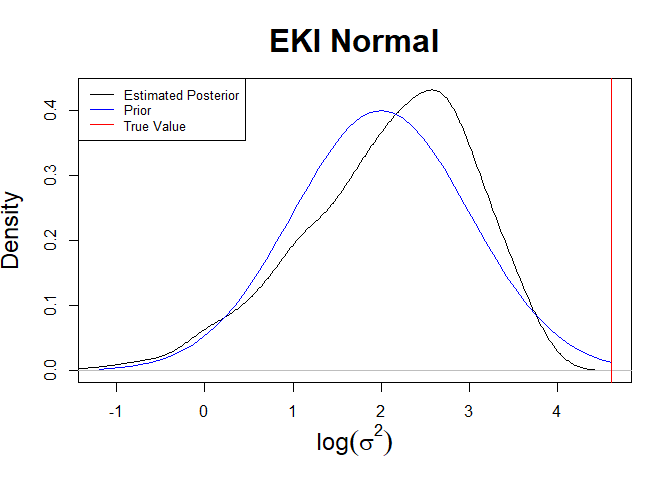 EKI Normal
Estimated Posterior
Prior
True Value
Density
0.0 0.1 0.2 0.3 0.4
-1 0 1 2 3 4
log(σ²)